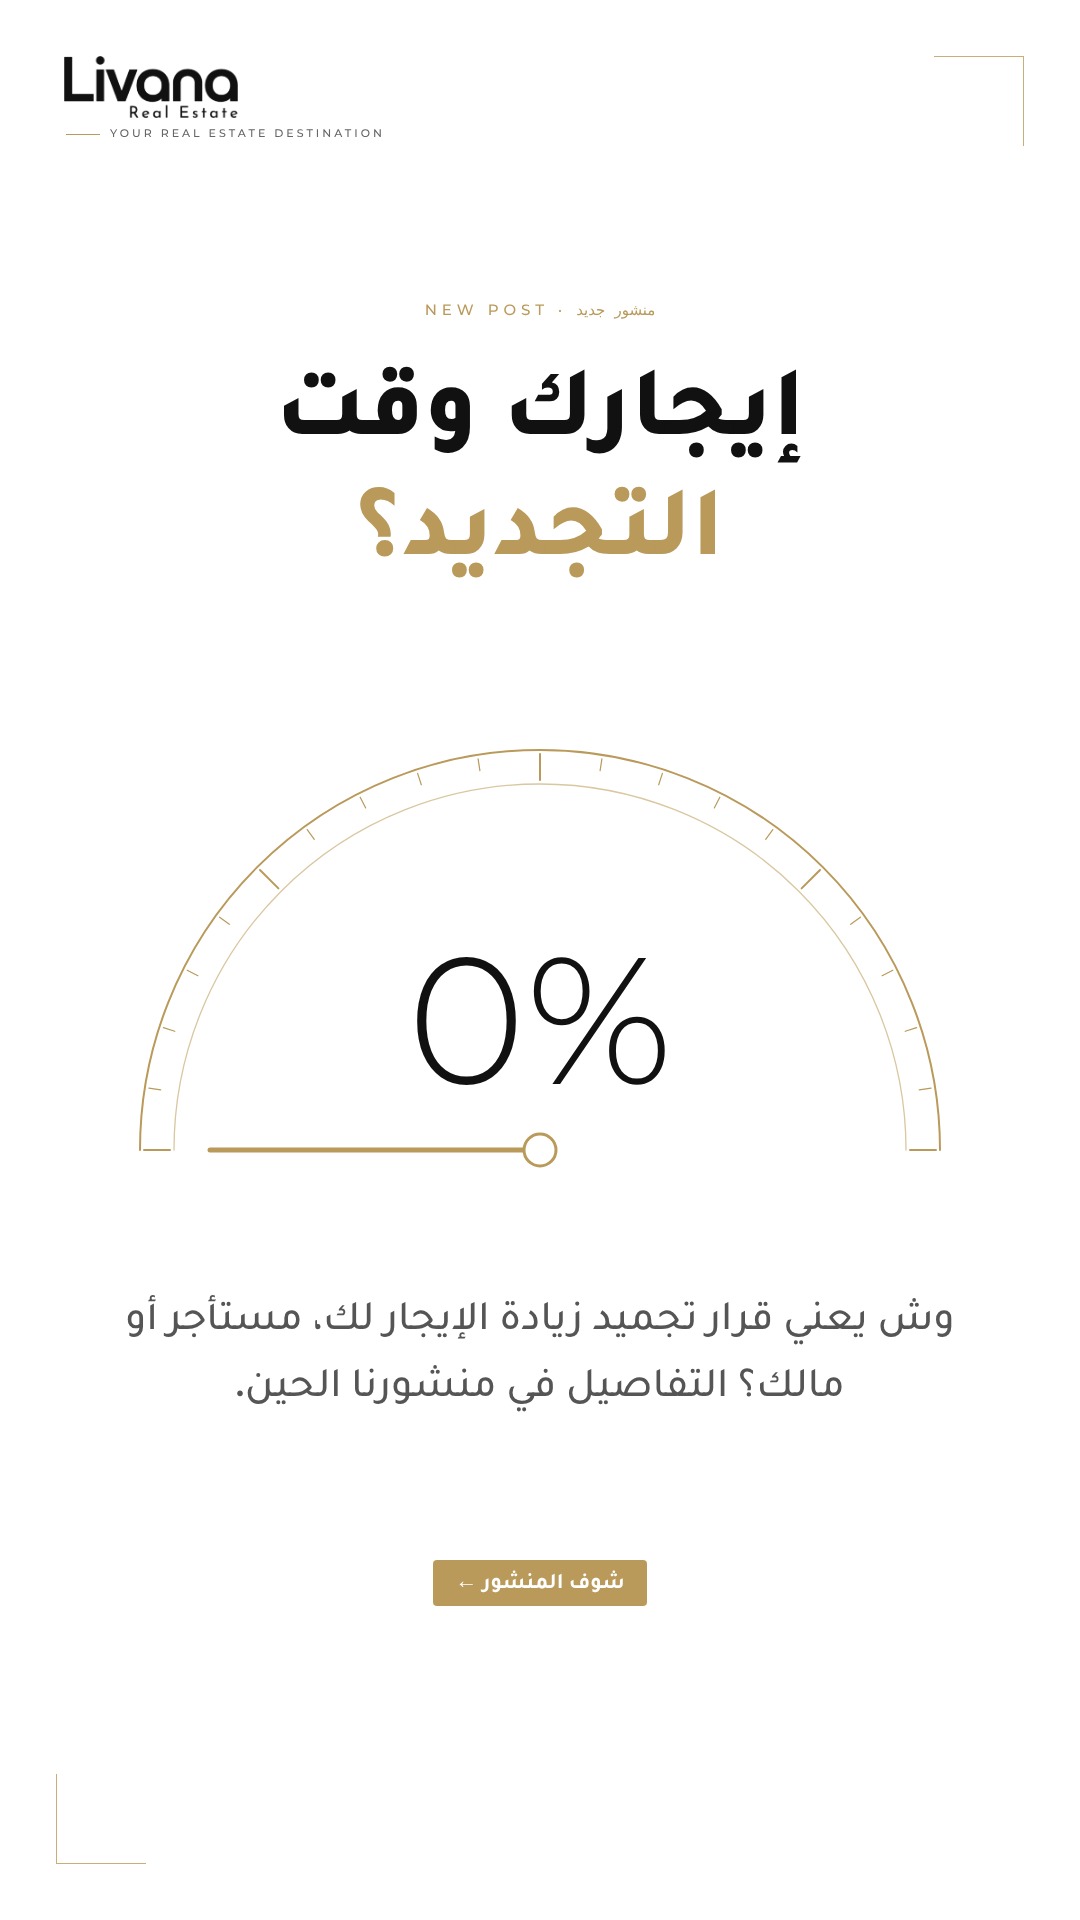 Livana
Real Estate
YOUR REAL ESTATE DESTINATION
NEW POST · منشور جديد
إيجارك وقت
التجديد؟
0%
وش يعني قرار تجميد زيادة الإيجار لك، مستأجر أو
مالك؟ التفاصيل في منشورنا الحين.
شوف المنشور ←